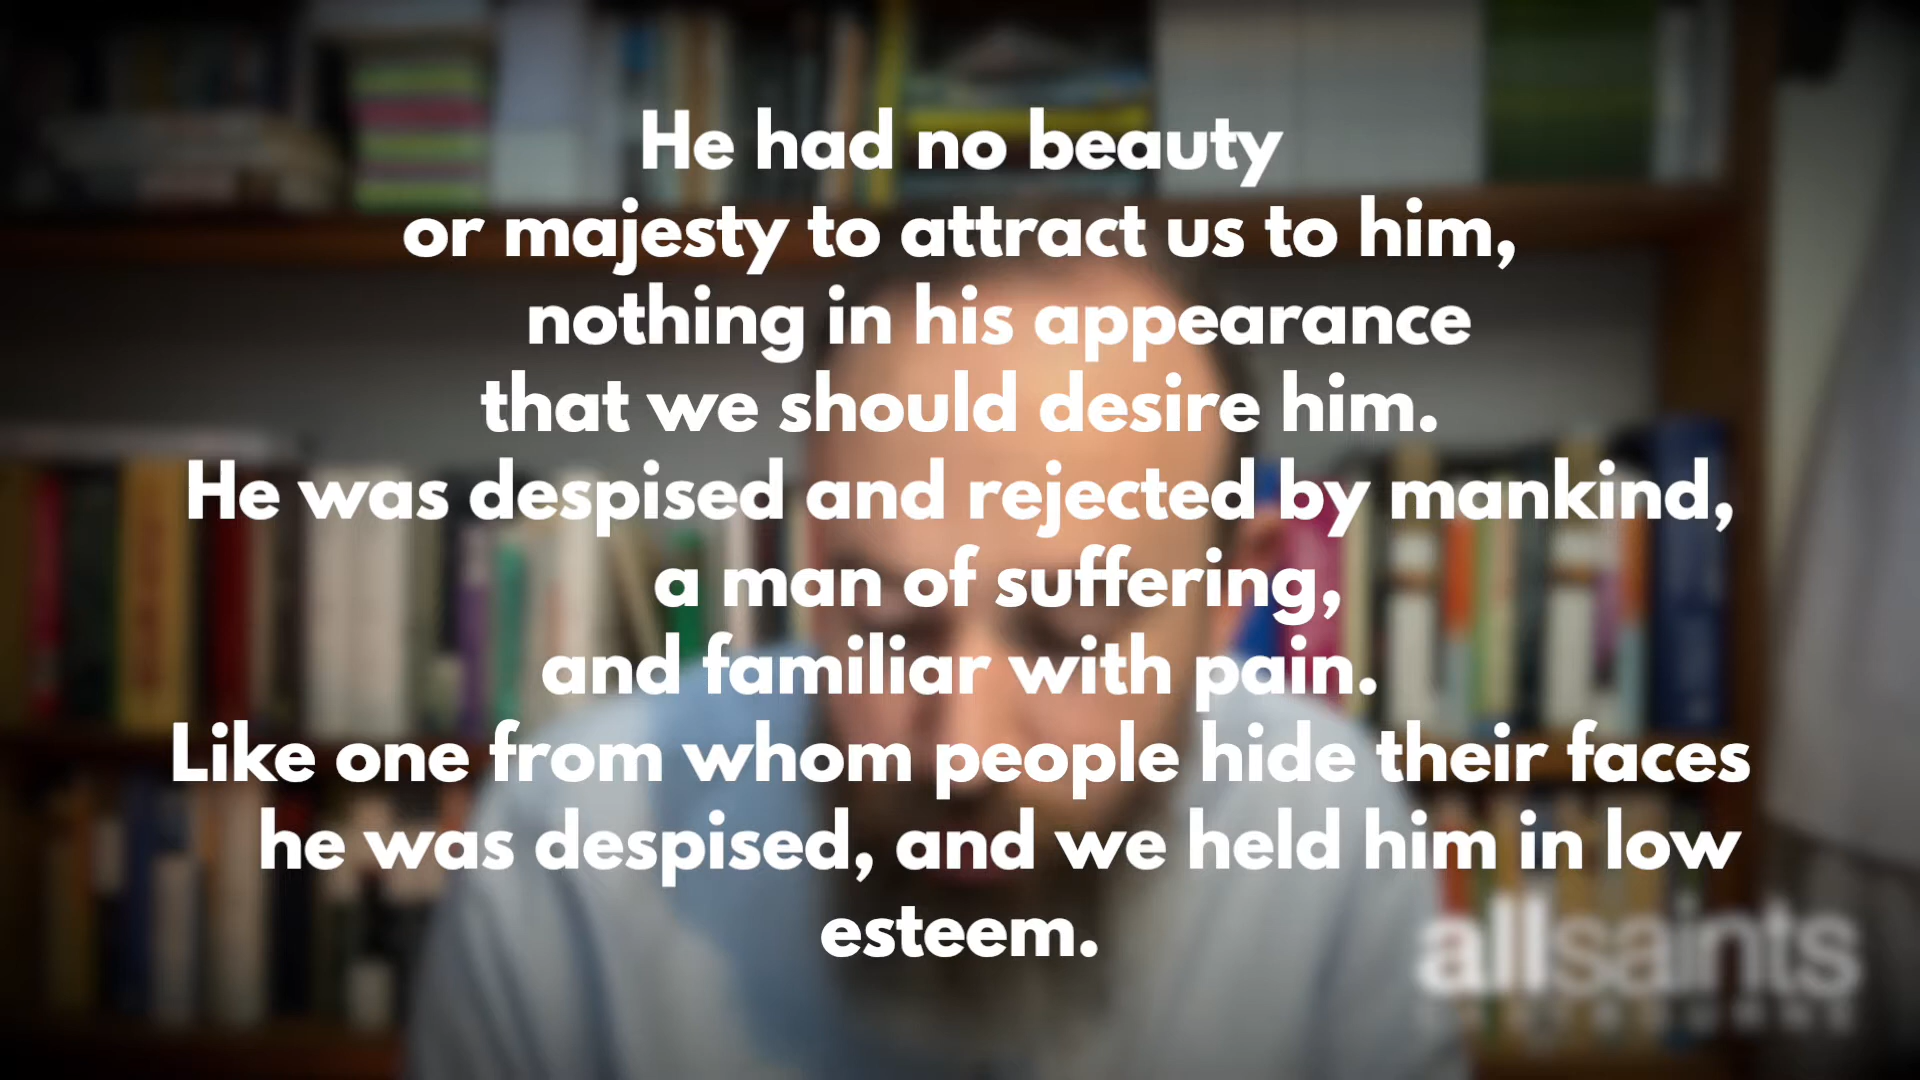 He had no beauty
or majesty to attract us to him,
nothing in his appearance
that we should desire him.
He was despised and rejected by mankind,
a man of suffering,
and familiar with pain.
Like one from whom people hide their faces
he was despised, and we held him in low
esteem.
allsaints